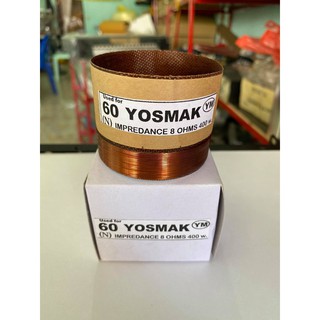 Used for
60 YOSMAK YM
(N) IMPREDANCE 8 OHMS 400 w.
Used for
60 YOSMAK YM
(N) IMPREDANCE 8 OHMS 400 w.